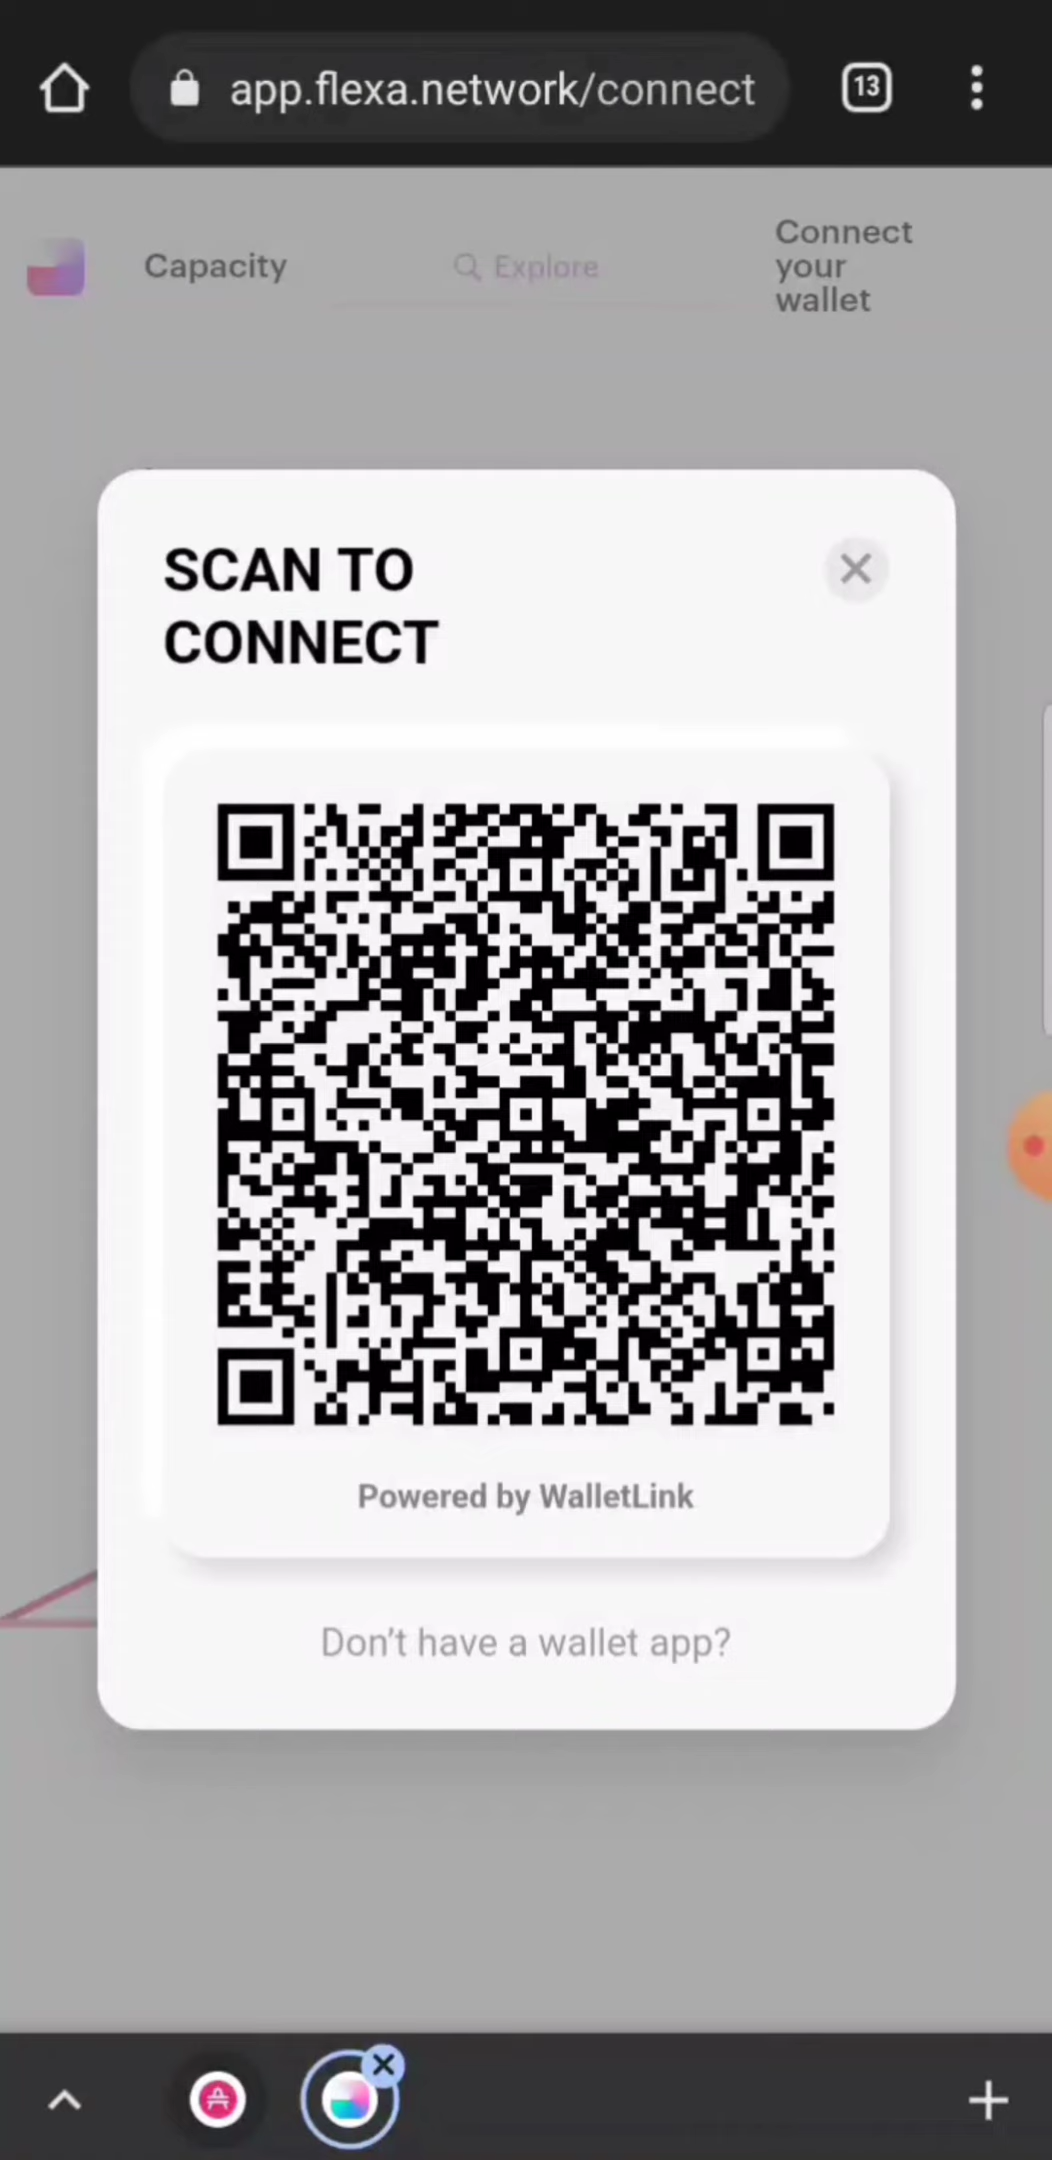 app.flexa.network/connect
13
Capacity
Explore
Connect
your
wallet
SCAN TO
CONNECT
Powered by WalletLink
Don't have a wallet app?